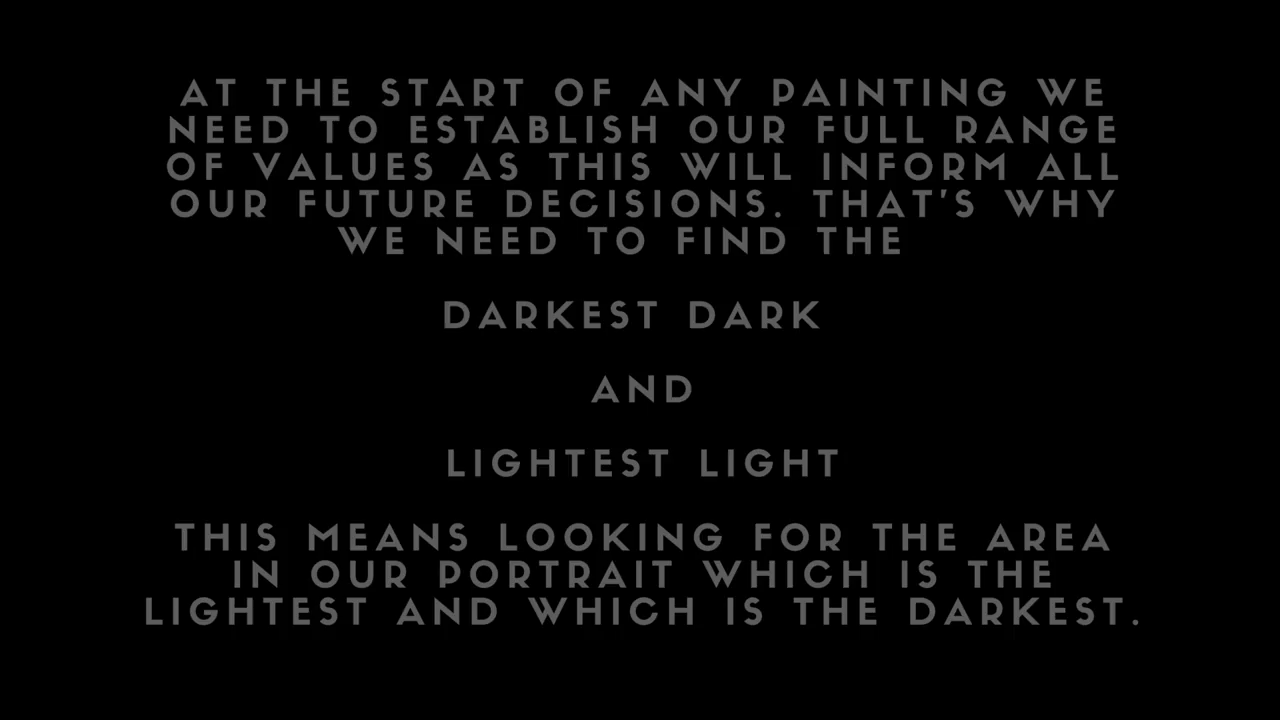 AT THE START OF ANY PAINTING WE
NEED TO ESTABLISH OUR FULL RANGE
OF VALUES AS THIS WILL INFORM ALL
OUR FUTURE DECISIONS. THAT'S WHY
WE NEED TO FIND THE
DARKEST DARK
AND
LIGHTEST LIGHT
THIS MEANS LOOKING FOR THE AREA
IN OUR PORTRAIT WHICH IS THE
LIGHTEST AND WHICH IS THE DARKEST.